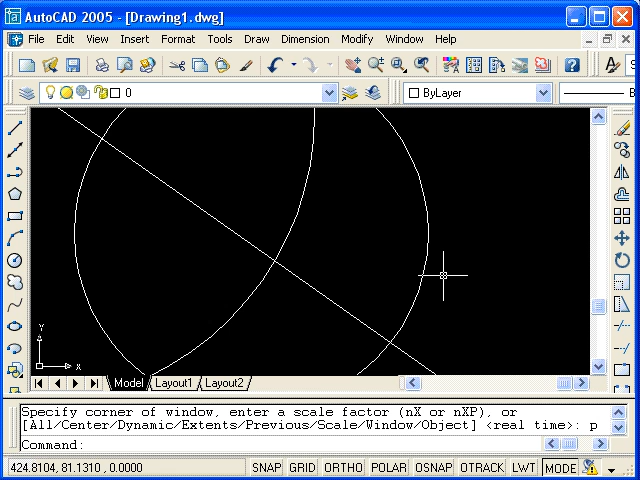 AutoCAD 2005 - [Drawing1.dwg]
File Edit View Insert Format Tools Draw Dimension Modify Window Help
0 ByLayer
Y
X
Model Layout1 Layout2
Specify corner of window, enter a scale factor (nX or nXP), or
[All/Center/Dynamic/Extents/Previous/Scale/Window/Object] <real time>: p
Command:
424.8104, 81.1310 , 0.0000 SNAP GRID ORTHO POLAR OSNAP OTRACK LWT MODE